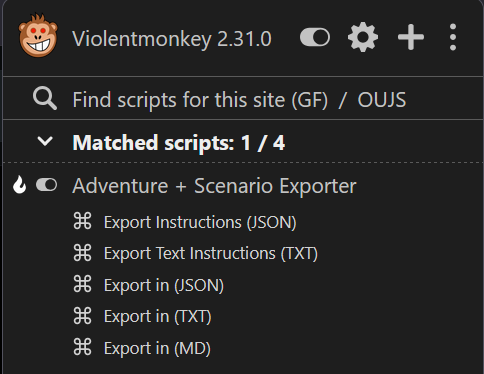 Violentmonkey 2.31.0
Find scripts for this site (GF) / OUJS
Matched scripts: 1 / 4
Adventure + Scenario Exporter
Export Instructions (JSON)
Export Text Instructions (TXT)
Export in (JSON)
Export in (TXT)
Export in (MD)